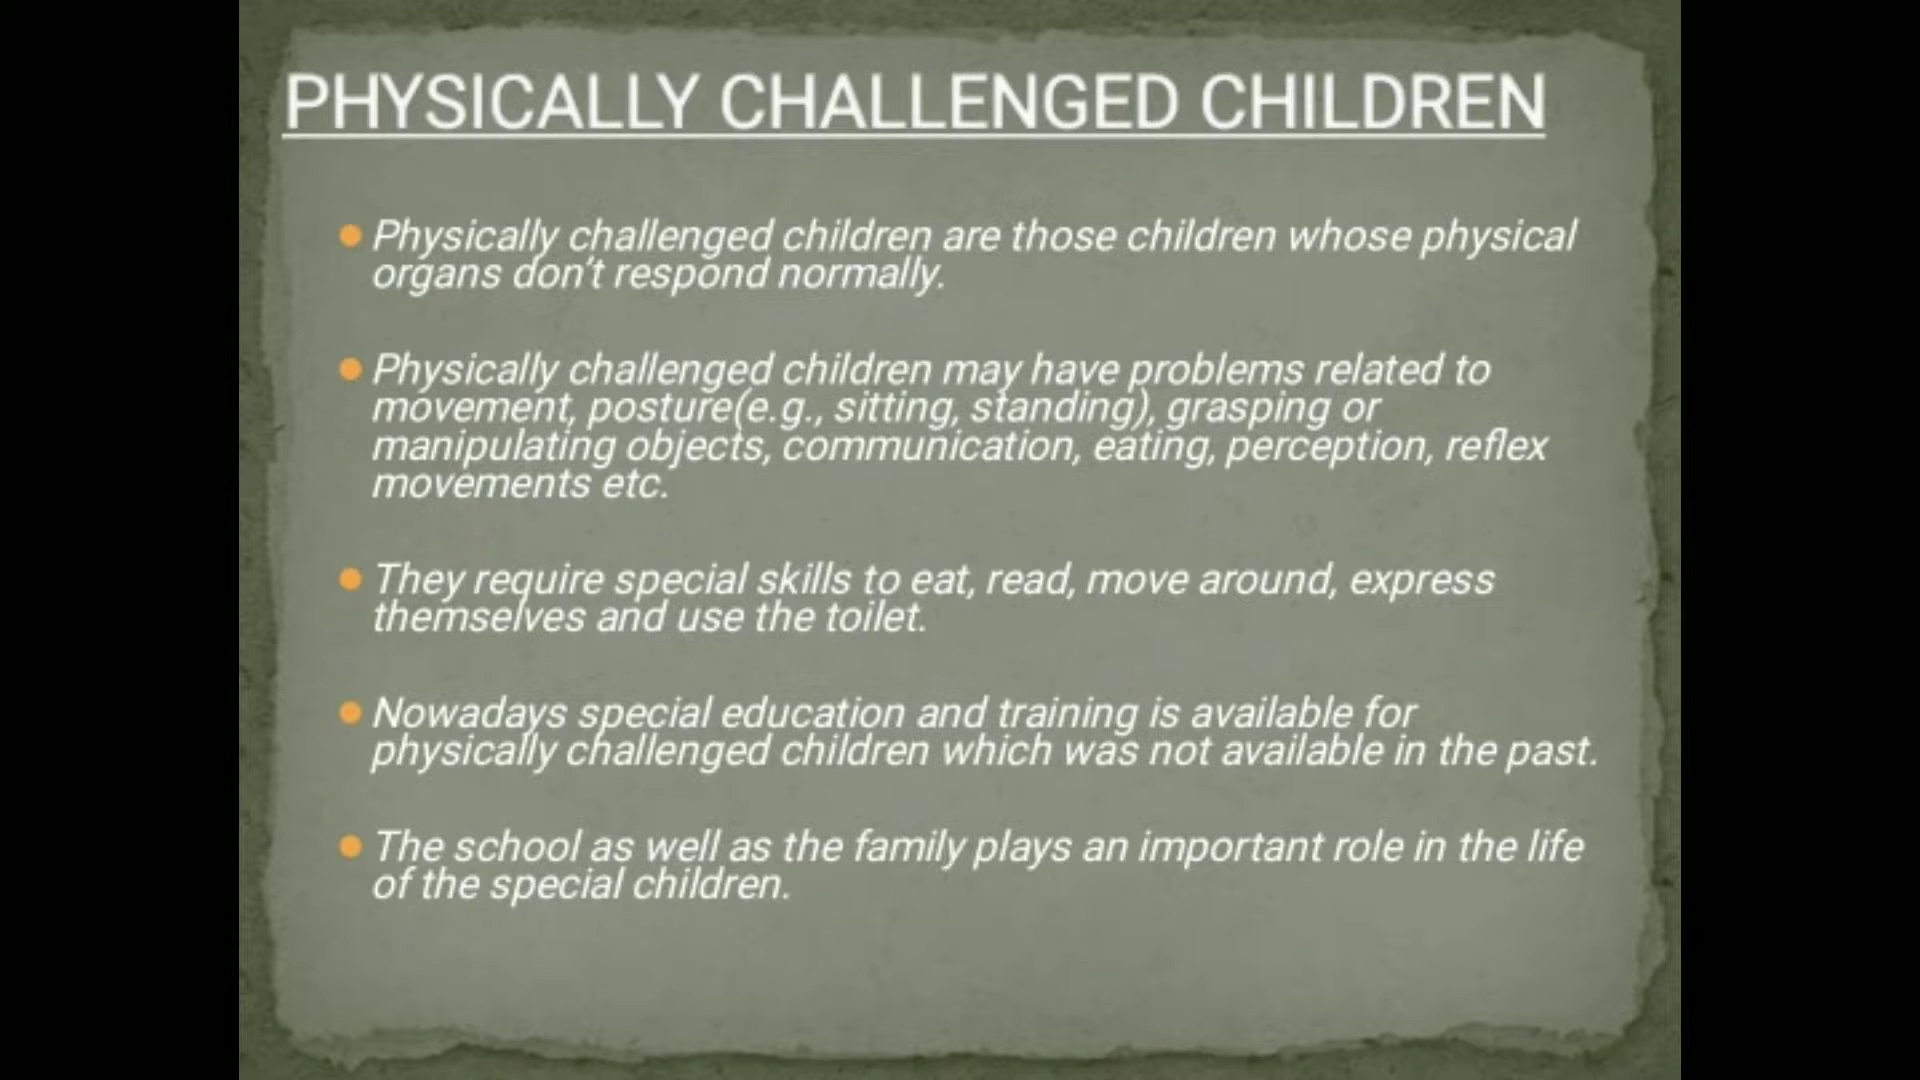 PHYSICALLY CHALLENGED CHILDREN
Physically challenged children are those children whose physical
organs don't respond normally.
Physically challenged children may have problems related to
movement, posture(e.g., sitting, standing), grasping or
manipulating objects, communication, eating, perception, reflex
movements etc.
They require special skills to eat, read, move around, express
themselves and use the toilet.
Nowadays special education and training is available for
physically challenged children which was not available in the past.
The school as well as the family plays an important role in the life
of the special children.